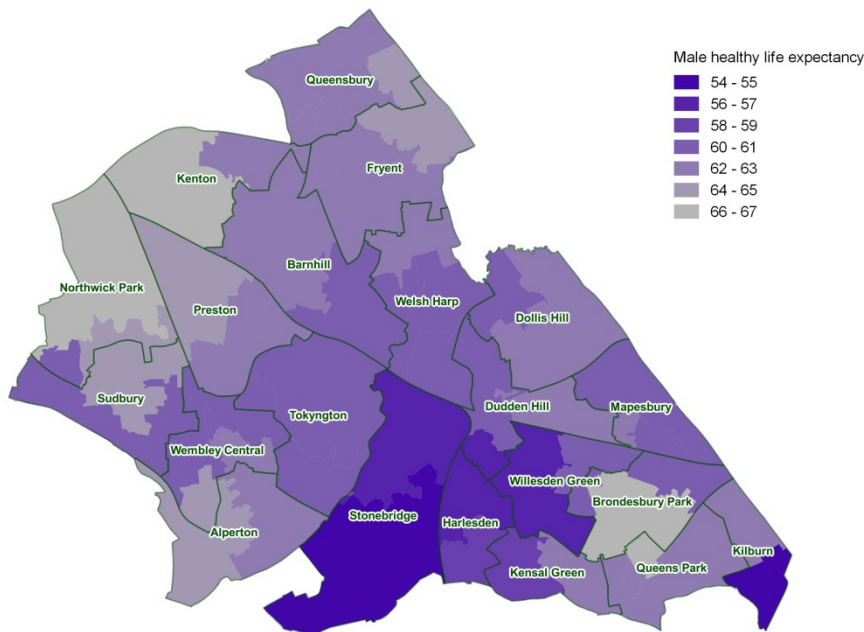 Male healthy life expectancy
54 - 55
56 - 57
58 - 59
60 - 61
62 - 63
64 - 65
66 - 67
Queensbury
Kenton
Fryent
Barnhill
Northwick Park
Preston
Welsh Harp
Dollis Hill
Sudbury
Tokyngton
Dudden Hill
Mapesbury
Wembley Central
Willesden Green
Brondesbury Park
Stonebridge
Harlesden
Alperton
Kilburn
Kensal Green
Queens Park